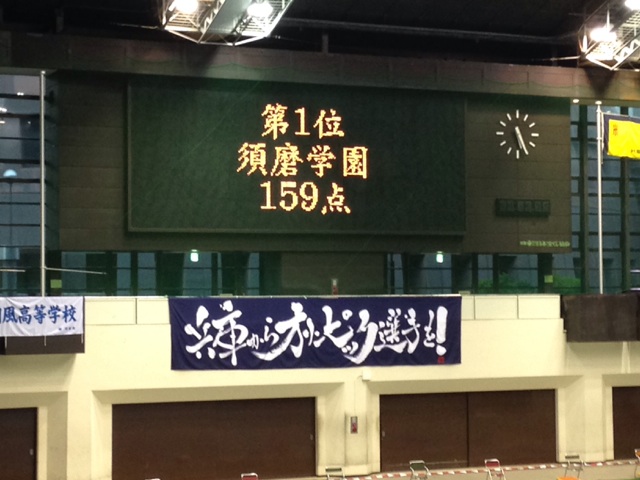 第1位
須磨学園
159点
風高等学校
兵庫からオリンピック選手を!